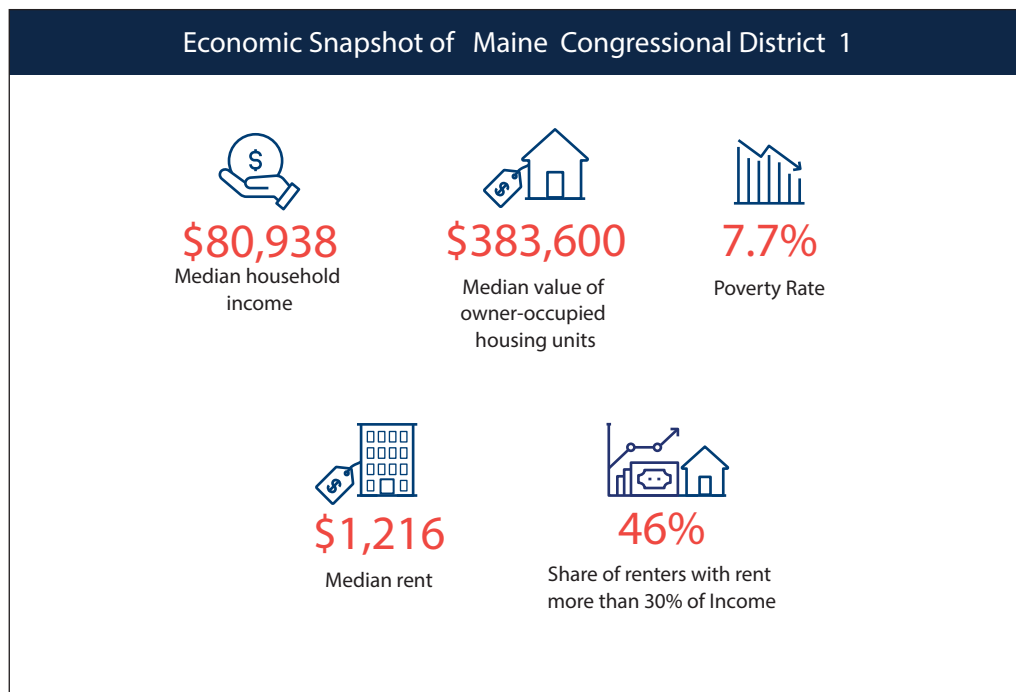 Economic Snapshot of Maine Congressional District 1
$
$
$80,938
Median household
income
$383,600
Median value of
owner-occupied
housing units
7.7%
Poverty Rate
$
$1,216
Median rent
46%
Share of renters with rent
more than 30% of Income